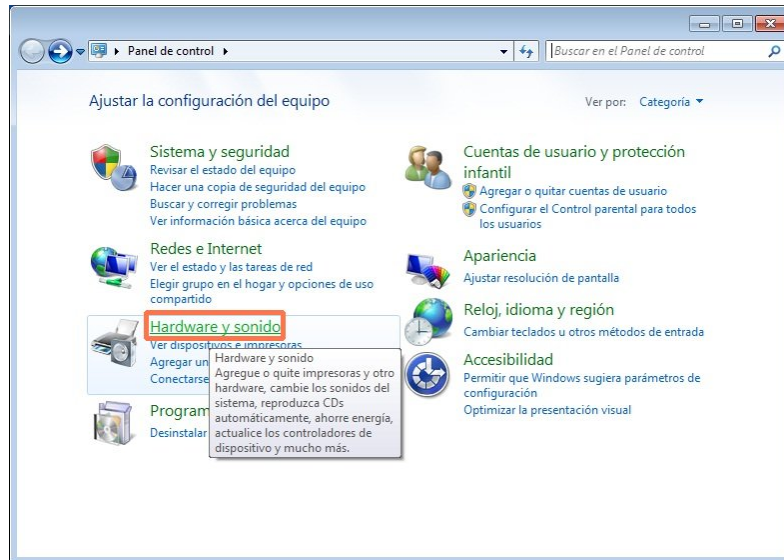 Panel de control
Buscar en el Panel de control
Ajustar la configuración del equipo
Ver por: Categoría
Sistema y seguridad
Revisar el estado del equipo
Hacer una copia de seguridad del equipo
Buscar y corregir problemas
Ver información básica acerca del equipo
Redes e Internet
Ver el estado y las tareas de red
Elegir grupo en el hogar y opciones de uso
compartido
Hardware y sonido
Ver dispositivos e impresoras
Agregar un
Conectarse
Hardware y sonido
Agregue o quite impresoras y otro
hardware, cambie los sonidos del
sistema, reproduzca CDs
automáticamente, ahorre energía,
actualice los controladores de
dispositivo y mucho más.
Program
Desinstalar
Cuentas de usuario y protección
infantil
Agregar o quitar cuentas de usuario
Configurar el Control parental para todos
los usuarios
Apariencia
Ajustar resolución de pantalla
Reloj, idioma y región
Cambiar teclados u otros métodos de entrada
Accesibilidad
Permitir que Windows sugiera parámetros de
configuración
Optimizar la presentación visual